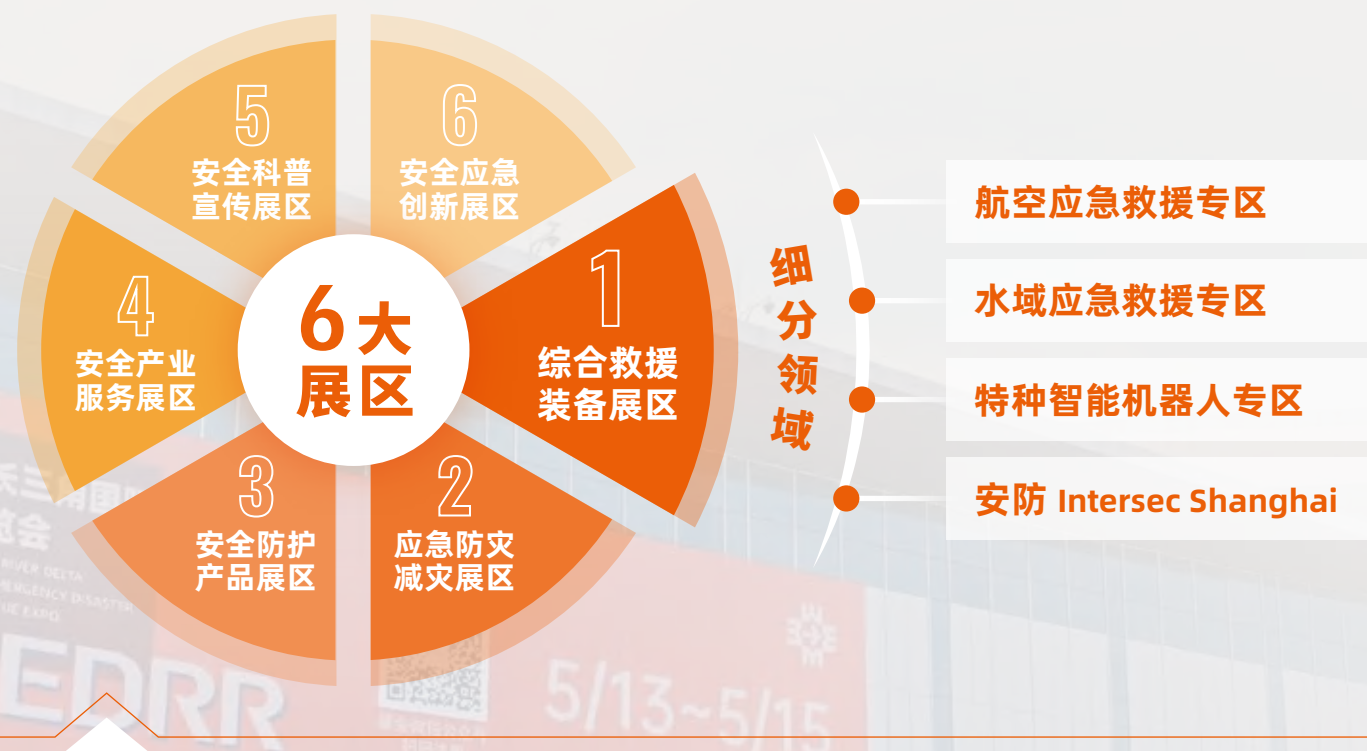 5
安全科普
宣传展区
6
安全应急
创新展区
4
安全产业
服务展区
6大
展区
1
综合救援
装备展区
3
安全防护
产品展区
2
应急防灾
减灾展区
细分领域
航空应急救援专区
水域应急救援专区
特种智能机器人专区
安防 Intersec Shanghai
览会
RIVER DELTA
EDRR
5/13~5/15